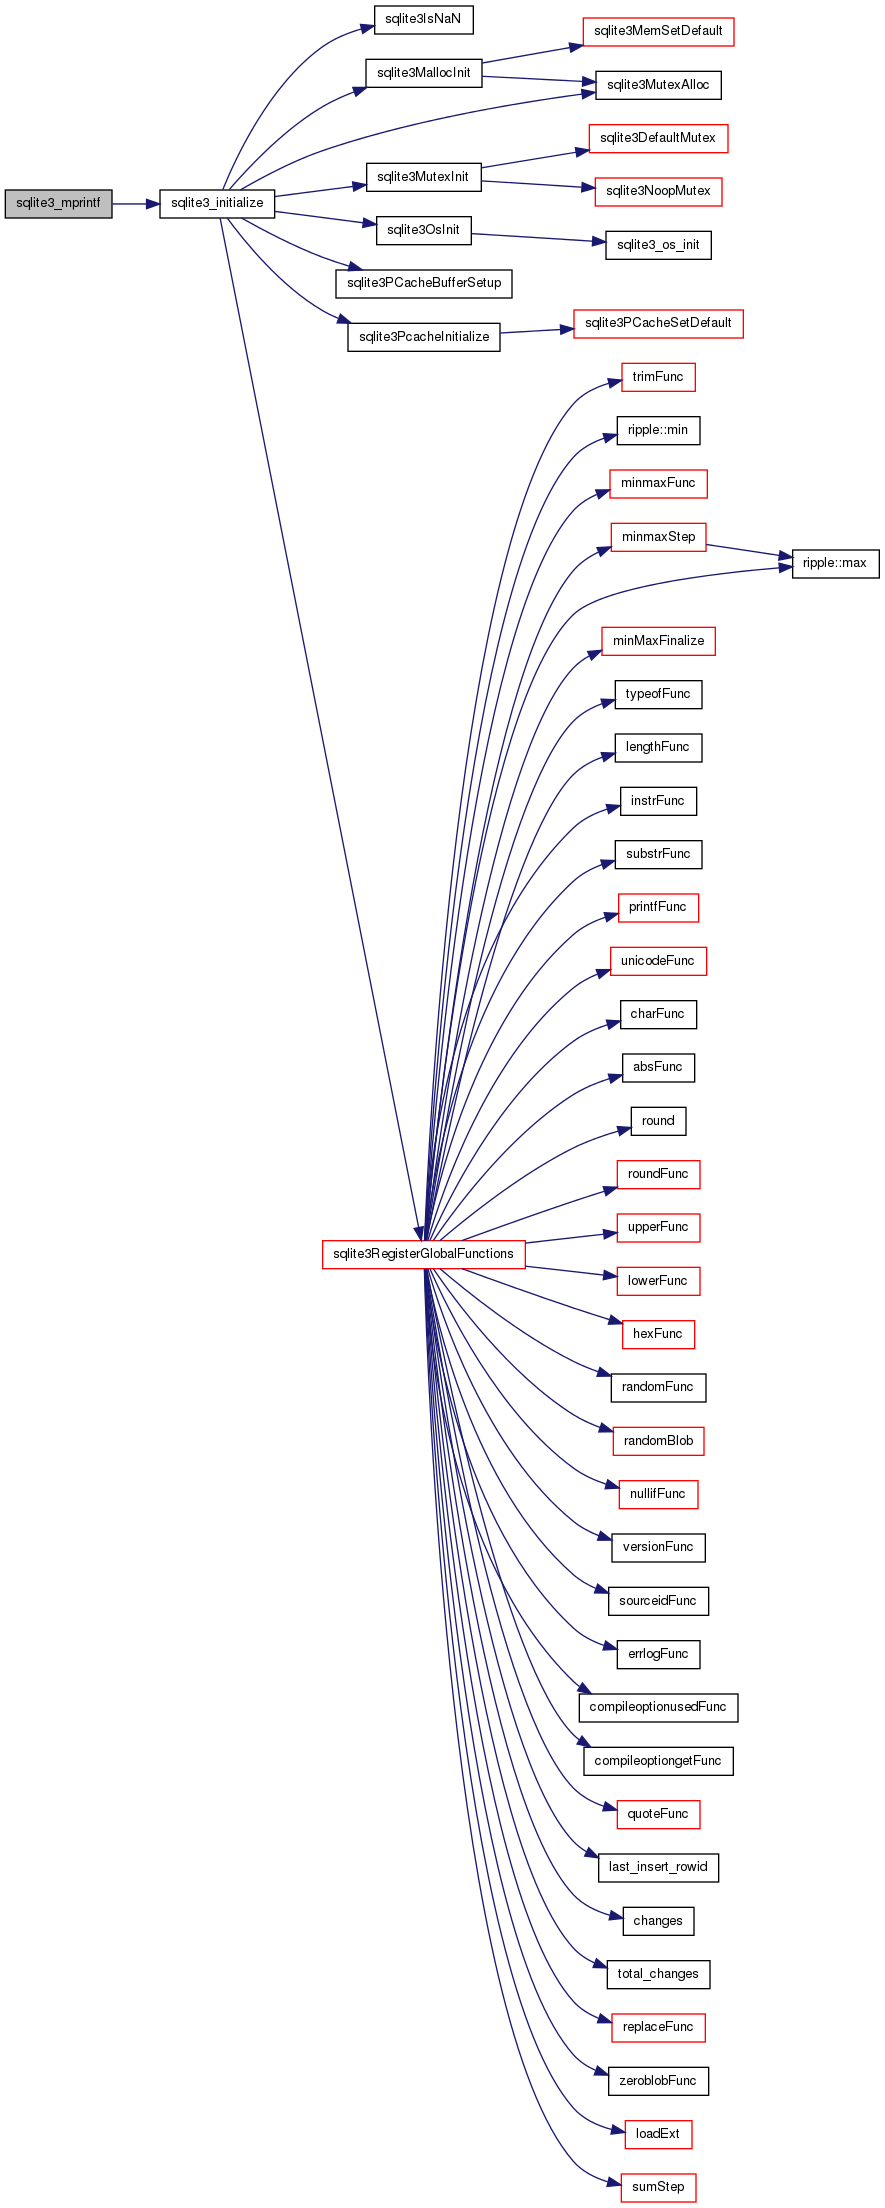 sqlite3IsNaN
sqlite3MemSetDefault
sqlite3MallocInit
sqlite3MutexAlloc
sqlite3DefaultMutex
sqlite3MutexInit
sqlite3NoopMutex
sqlite3_mprintf
sqlite3_initialize
sqlite3OsInit
sqlite3_os_init
sqlite3PCacheBufferSetup
sqlite3PCacheSetDefault
sqlite3PcacheInitialize
trimFunc
ripple::min
minmaxFunc
minmaxStep
ripple::max
minMaxFinalize
typeofFunc
lengthFunc
instrFunc
substrFunc
printfFunc
unicodeFunc
charFunc
absFunc
round
roundFunc
upperFunc
sqlite3RegisterGlobalFunctions
lowerFunc
hexFunc
randomFunc
randomBlob
nullifFunc
versionFunc
sourceidFunc
errlogFunc
compileoptionusedFunc
compileoptiongetFunc
quoteFunc
last_insert_rowid
changes
total_changes
replaceFunc
zeroblobFunc
loadExt
sumStep